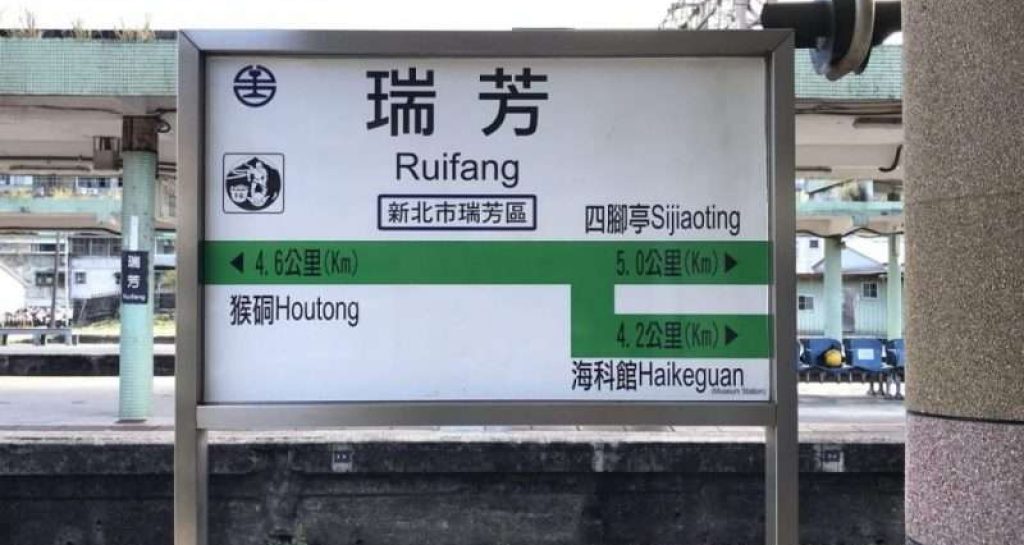 瑞芳
Ruifang
新北市瑞芳區
四腳亭Sijiaoting
◀ 4.6公里(Km)
5.0公里(Km) ▶
猴硐Houtong
4.2公里(Km) ▶
海科館Haikeguan
(Museum Station)
瑞芳
Ruifang